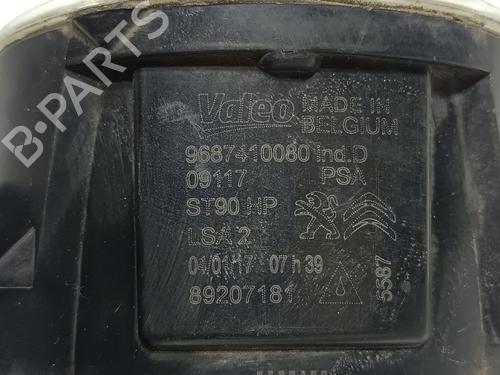 B-PARTS
Valeo MADE IN
BELGIUM
9687410080 Ind.D
09117 PSA
ST90 HP
LSA 2
04/01/17 07 h 39
89207181
5587